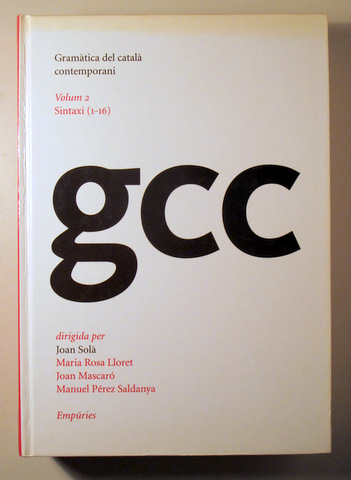 Gramàtica del català
contemporani
Volum 2
Sintaxi (1-16)
gcc
dirigida per
Joan Solà
Maria Rosa Lloret
Joan Mascaró
Manuel Pérez Saldanya
Empúries